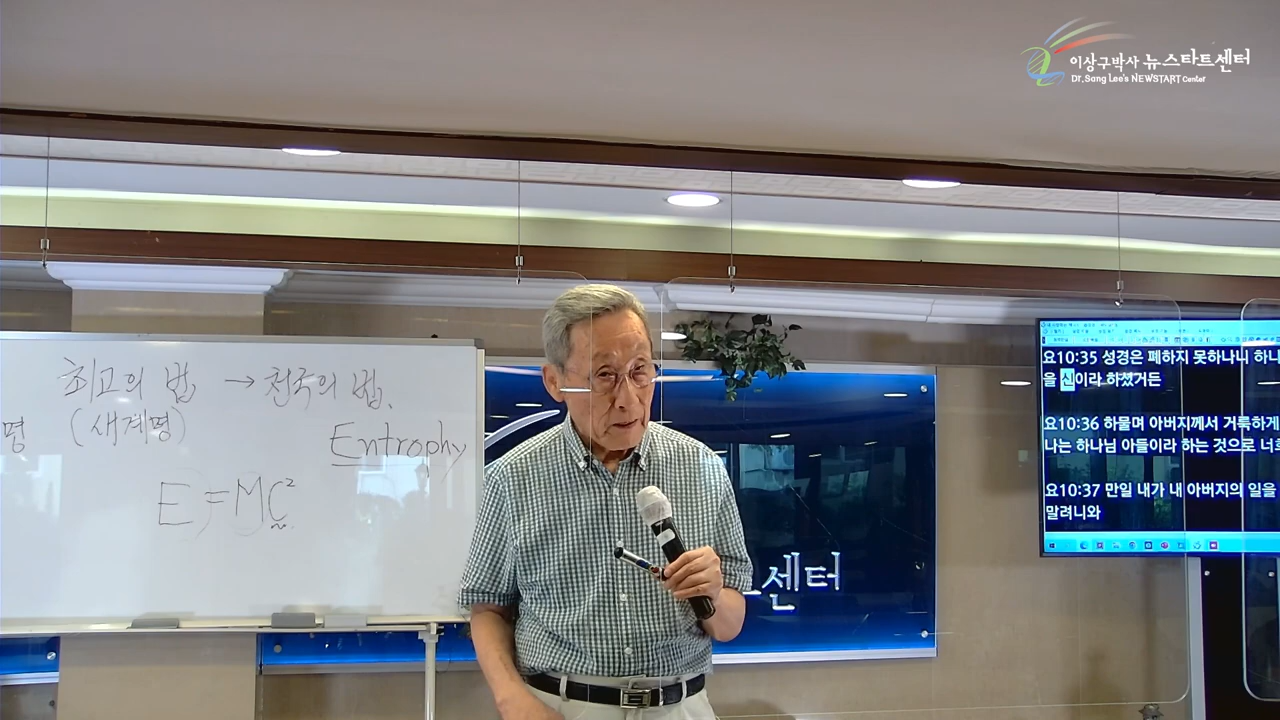 이상구박사 뉴스타트센터
Dr. Sang Lee's NEWSTART Center
최고의 법 → 천국의 법.
명 (새계명)
Entrophy
E=MC²
센터
요10:35 성경은 폐하지 못하나니 하나
을 신이라 하셨거든
요10:36 하물며 아버지께서 거룩하게
나는 하나님 아들이라 하는 것으로 너희
요10:37 만일 내가 내 아버지의 일을
말려니와